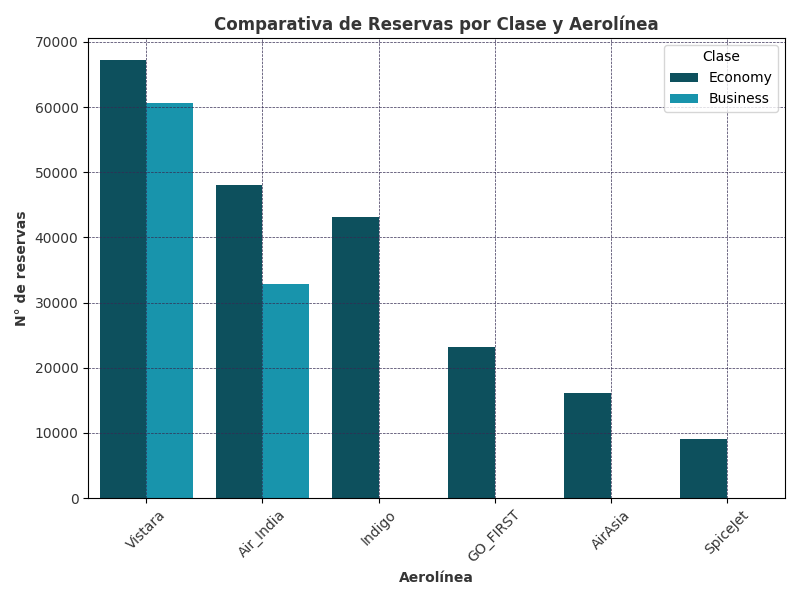 Comparativa de Reservas por Clase y Aerolínea
Clase
Economy
Business
N° de reservas
70000
60000
50000
40000
30000
20000
10000
0
Vistara
Air_India
Indigo
GO_FIRST
AirAsia
SpiceJet
Aerolínea